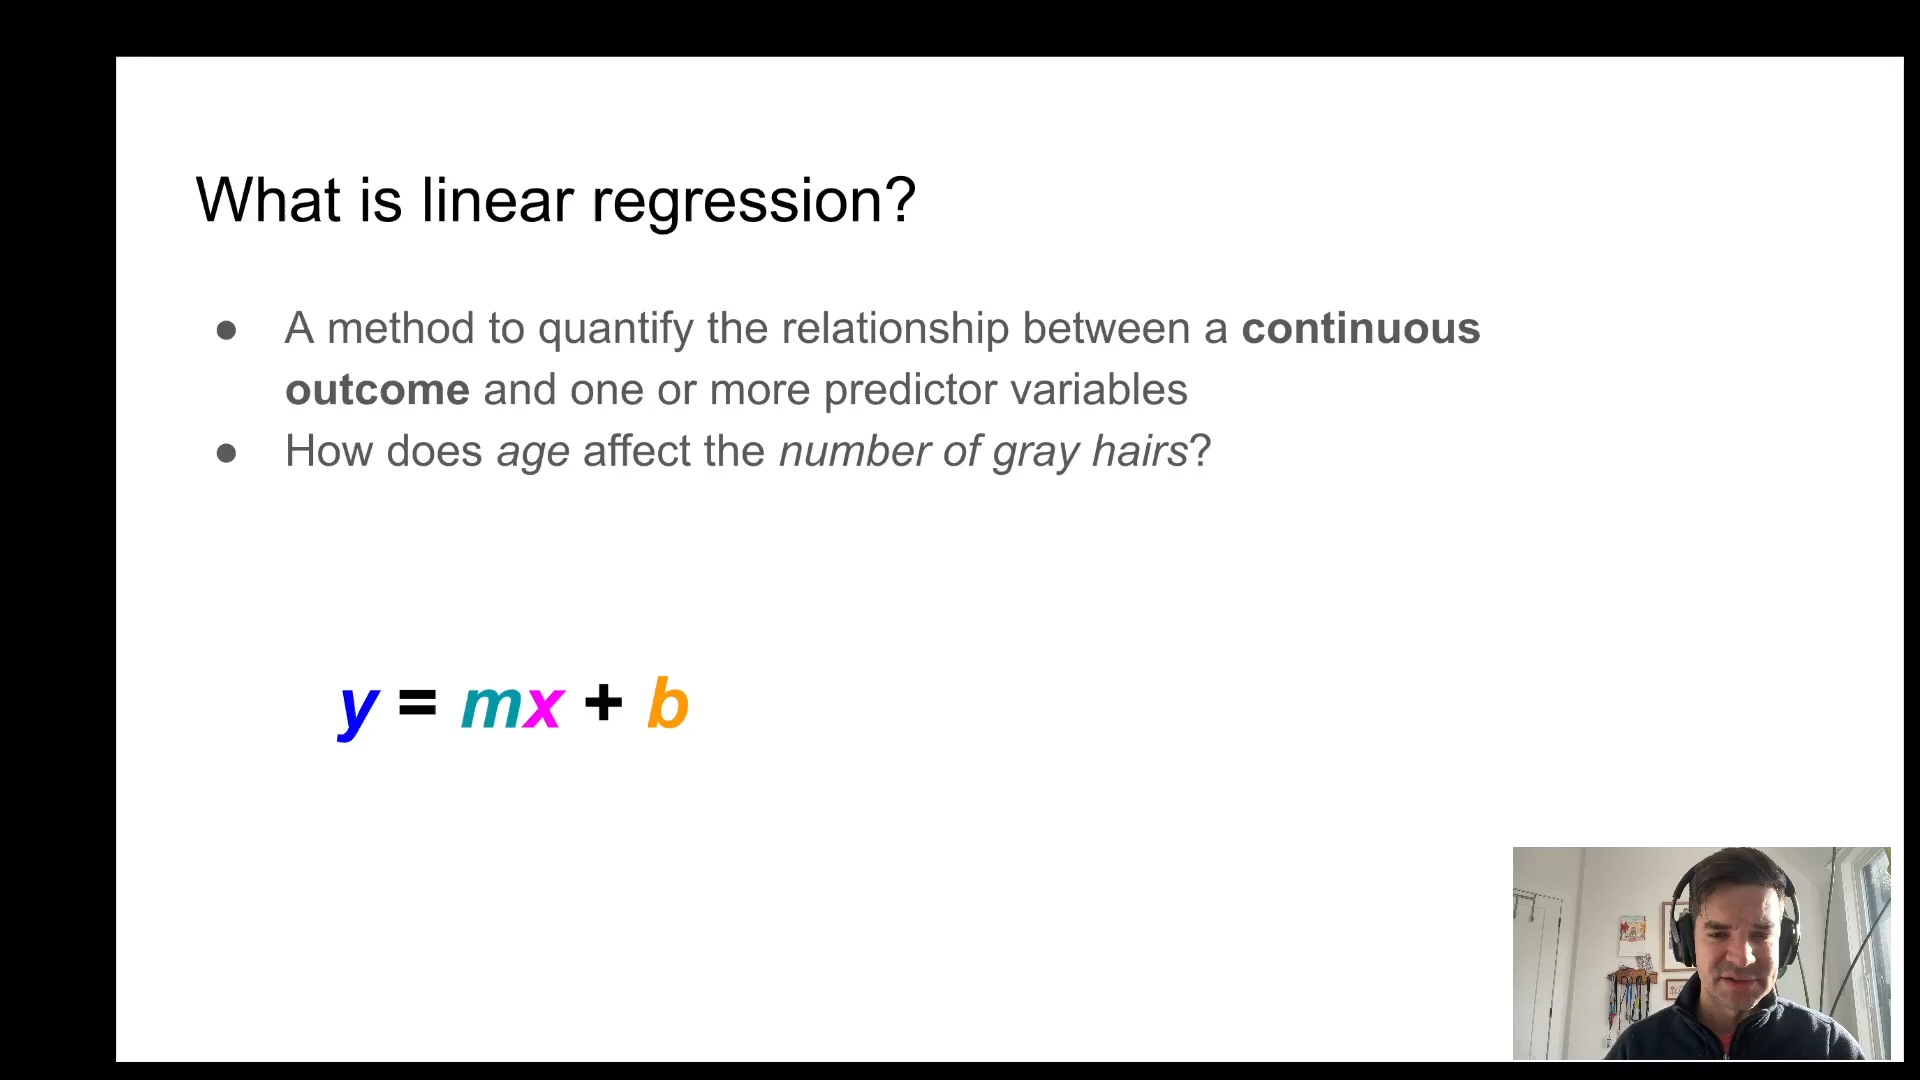 What is linear regression?
● A method to quantify the relationship between a continuous
outcome and one or more predictor variables
● How does age affect the number of gray hairs?
y = mx + b